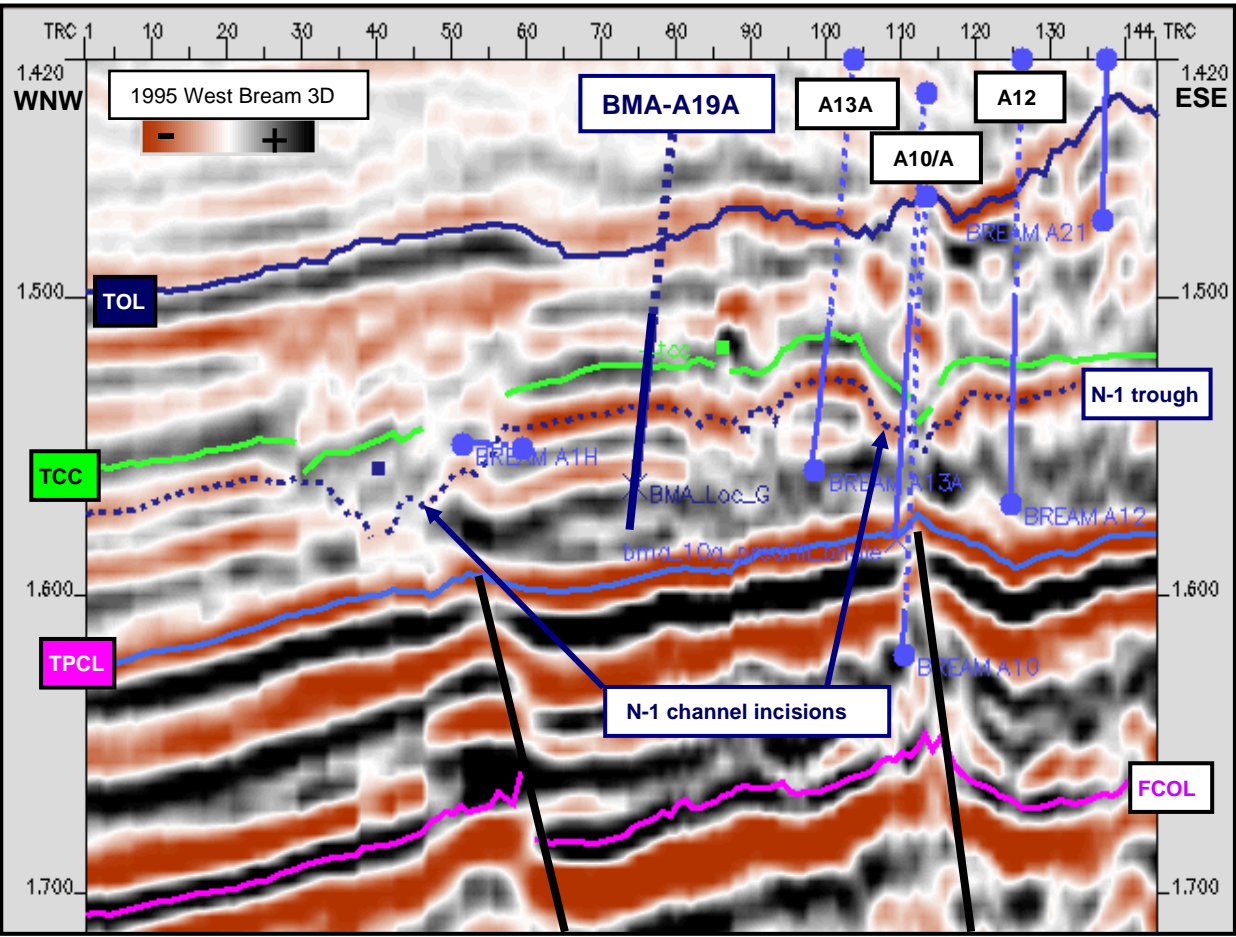 TRC 1 10 20 30 40 50 60 70 80 90 100 110 120 130 144 TRC
1.420
WNW
1995 West Bream 3D
- +
BMA-A19A
A13A
A10/A
A12
1.420
ESE
BREAM A21
TOL
1.500
1.500
tcc
N-1 trough
TCC
BREAM A1H
BMA_Loc_G
BREAM A13A
BREAM A12
1.600
1.600
TPCL
BREAM A10
N-1 channel incisions
FCOL
1.700
1.700